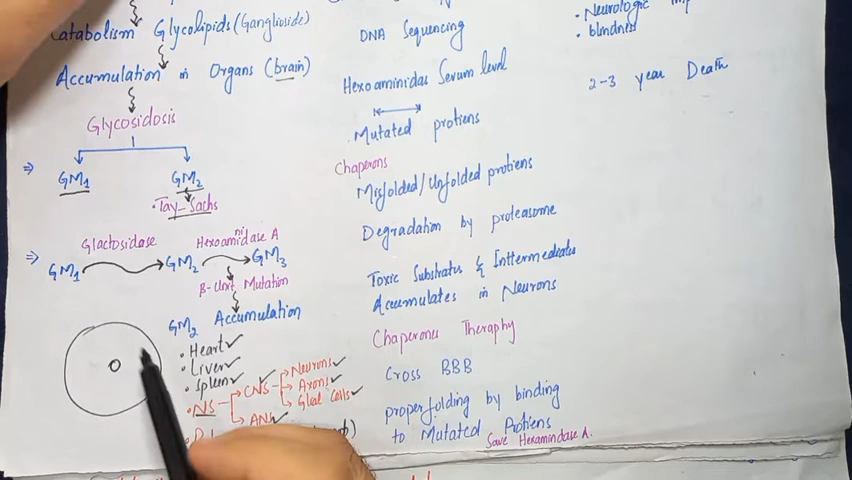 Catabolism Glycolipids (Ganglioside)
Accumulation in Organs (brain)
Glycosidosis
⇒ GM1 GM2
· Tay-Sachs
Glactosidase Hexoamidase A
ni
⇒ GM1 GM2 GM3
β-Unit Mutation
GM2 Accumulation
· Heart ✓
· Liver ✓
· Spleen ✓
· NS CNS ✓ Neurons ✓
Axons ✓
Glial Cells ✓
ANS ✓
DNA Sequencing
Hexoaminidas Serum level
Mutated protiens
Chaperons
Misfolded/Unfolded protiens
Degradation by proteasome
Toxic Substrates & Inttermediates
Accumulates in Neurons
Chaperones Theraphy
Cross BBB
proper folding by binding
to Mutated Protiens
Save Hexamindase A.
· Neurologic
· blindness
2-3 year Death